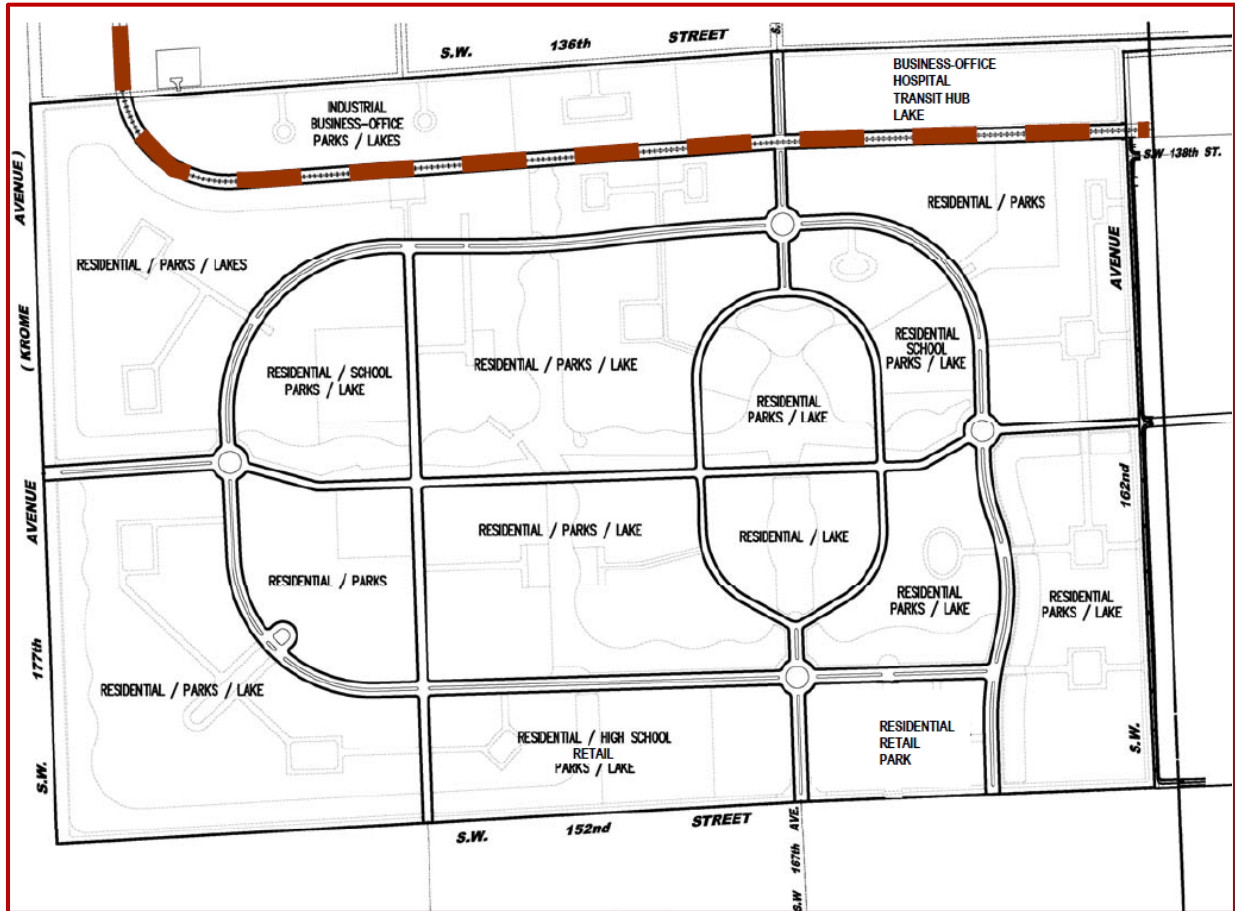 S.W. 136th STREET
S.
BUSINESS-OFFICE
HOSPITAL
TRANSIT HUB
LAKE
INDUSTRIAL
BUSINESS-OFFICE
PARKS / LAKES
S.W 138th ST.
RESIDENTIAL / PARKS
RESIDENTIAL / PARKS / LAKES
S.W. 177th AVENUE ( KROME AVENUE )
S.W. 162nd AVENUE
RESIDENTIAL / SCHOOL
PARKS / LAKE
RESIDENTIAL / PARKS / LAKE
RESIDENTIAL
SCHOOL
PARKS / LAKE
RESIDENTIAL
PARKS / LAKE
RESIDENTIAL / PARKS / LAKE
RESIDENTIAL / LAKE
RESIDENTIAL / PARKS
RESIDENTIAL
PARKS / LAKE
RESIDENTIAL
PARKS / LAKE
RESIDENTIAL / PARKS / LAKE
RESIDENTIAL / HIGH SCHOOL
RETAIL
PARKS / LAKE
RESIDENTIAL
RETAIL
PARK
S.W. 152nd STREET
S.W 167th AVE.